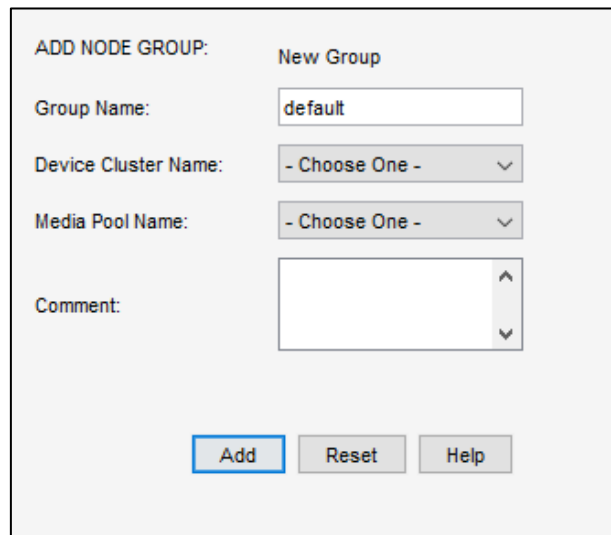 ADD NODE GROUP: New Group
Group Name: default
Device Cluster Name: - Choose One -
Media Pool Name: - Choose One -
Comment:
Add Reset Help